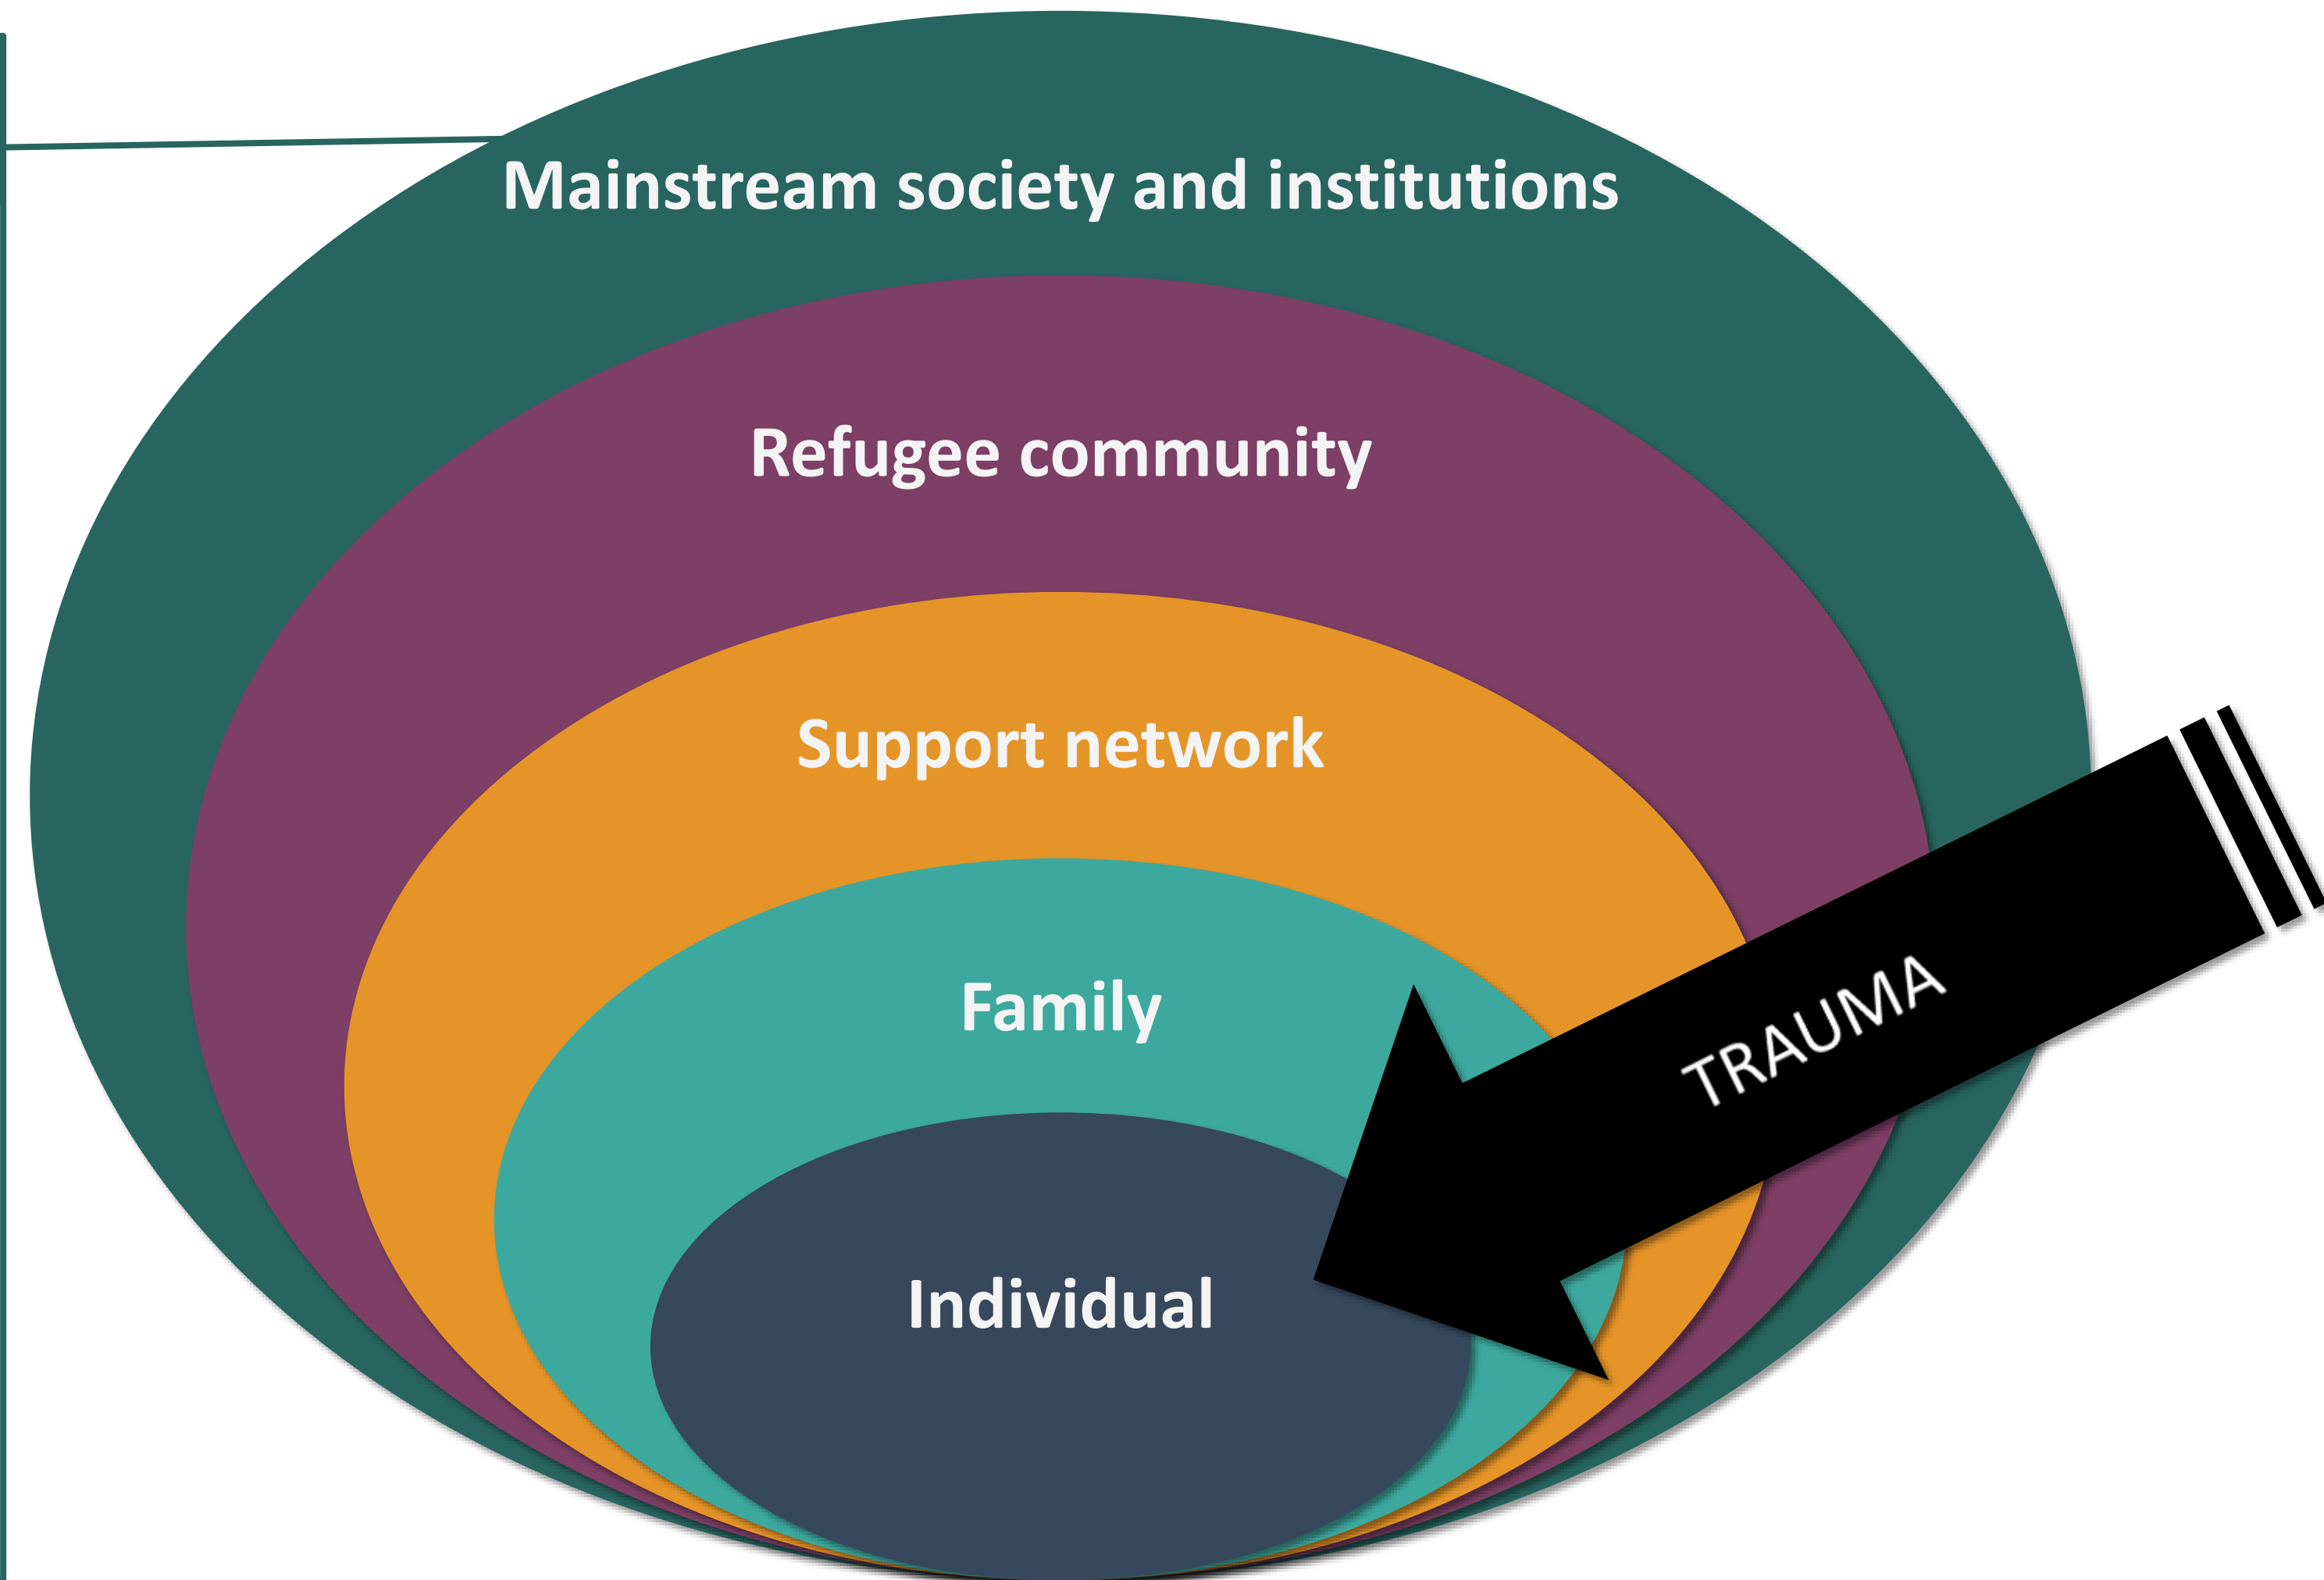 Mainstream society and institutions
Refugee community
Support network
Family
TRAUMA
Individual